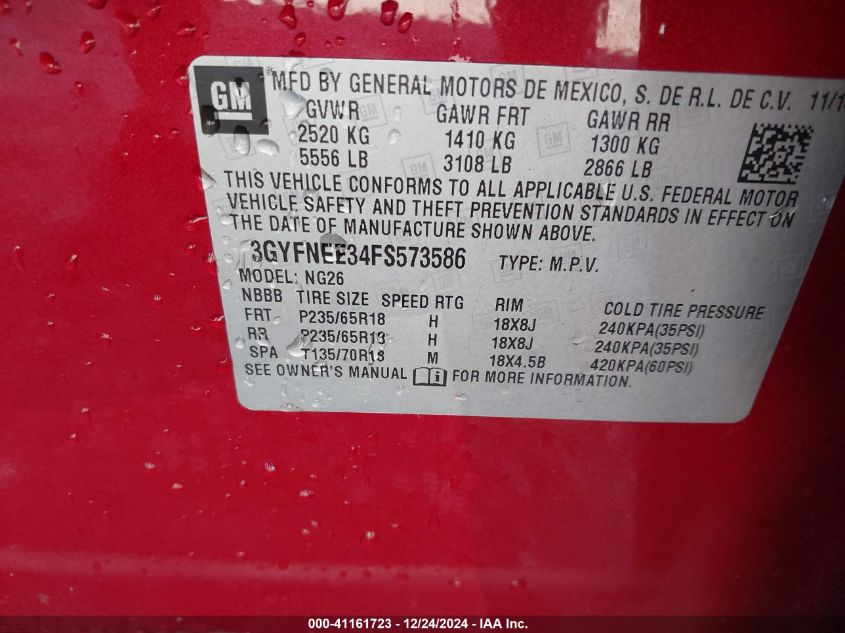 GM
MFD BY GENERAL MOTORS DE MEXICO, S. DE R.L. DE C.V. 11/1
GVWR GAWR FRT GAWR RR
2520 KG 1410 KG 1300 KG
5556 LB 3108 LB 2866 LB
THIS VEHICLE CONFORMS TO ALL APPLICABLE U.S. FEDERAL MOTOR
VEHICLE SAFETY AND THEFT PREVENTION STANDARDS IN EFFECT ON
THE DATE OF MANUFACTURE SHOWN ABOVE.
3GYFNEE34FS573586 TYPE: M.P.V.
MODEL: NG26
NBBB TIRE SIZE SPEED RTG RIM COLD TIRE PRESSURE
FRT P235/65R18 H 18X8J 240KPA(35PSI)
RR P235/65R18 H 18X8J 240KPA(35PSI)
SPA T135/70R18 M 18X4.5B 420KPA(60PSI)
SEE OWNER'S MANUAL FOR MORE INFORMATION.
000-41161723 - 12/24/2024 - IAA Inc.